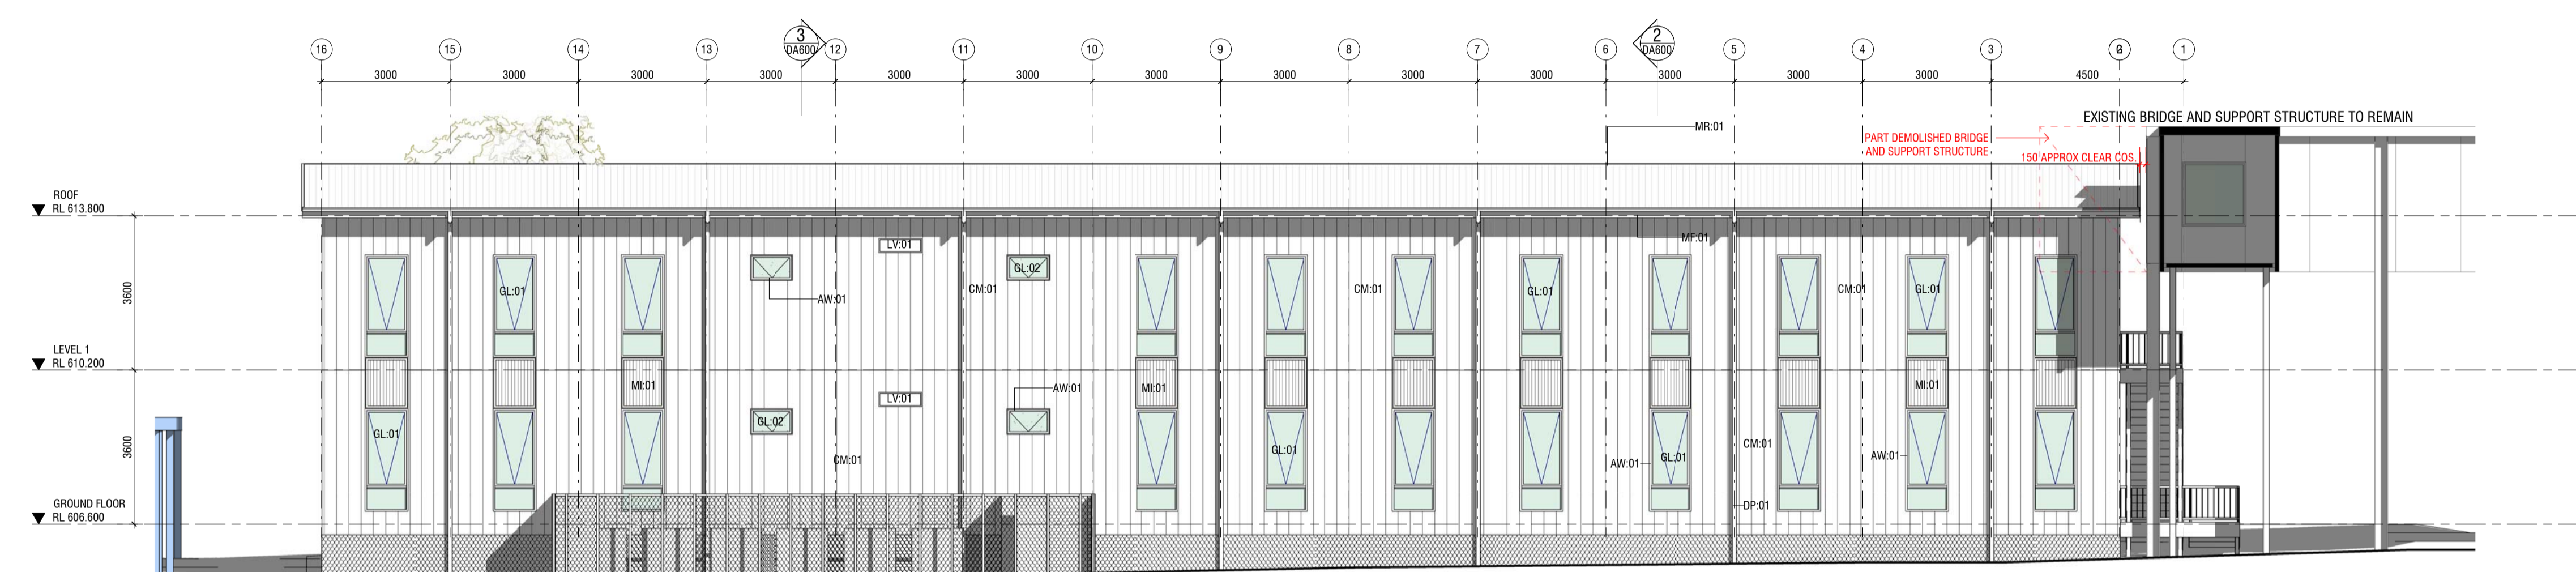 3
DA600
2
DA600
16 15 14 13 12 11 10 9 8 7 6 5 4 3 1
3000 3000 3000 3000 3000 3000 3000 3000 3000 3000 3000 3000 3000 4500
EXISTING BRIDGE AND SUPPORT STRUCTURE TO REMAIN
MR:01
PART DEMOLISHED BRIDGE
AND SUPPORT STRUCTURE
150 APPROX CLEAR COS.
ROOF
RL 613.800
MF:01
LV:01
GL:02
CM:01
CM:01
CM:01
GL:01
GL:01
GL:01
AW:01
3600
LEVEL 1
RL 610.200
MI:01
AW:01
MI:01
MI:01
LV:01
GL:02
GL:01
CM:01
GL:01
AW:01
GL:01
CM:01
AW:01
3600
GROUND FLOOR
RL 606.600
DP:01